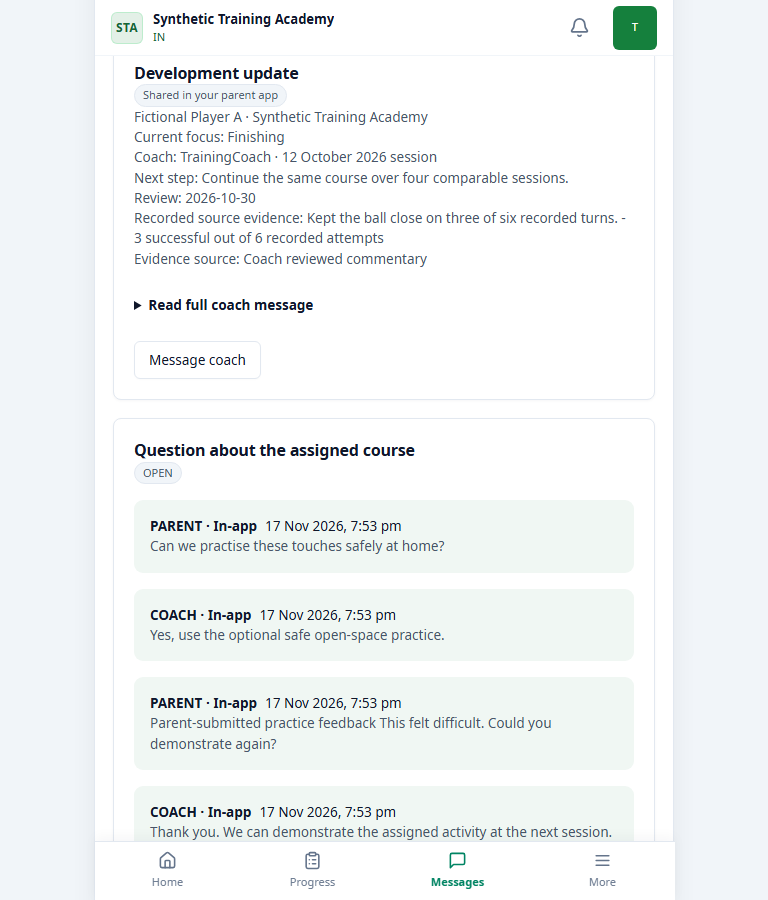 STA
Synthetic Training Academy
IN
T
Development update
Shared in your parent app
Fictional Player A · Synthetic Training Academy
Current focus: Finishing
Coach: TrainingCoach · 12 October 2026 session
Next step: Continue the same course over four comparable sessions.
Review: 2026-10-30
Recorded source evidence: Kept the ball close on three of six recorded turns. -
3 successful out of 6 recorded attempts
Evidence source: Coach reviewed commentary
Read full coach message
Message coach
Question about the assigned course
OPEN
PARENT · In-app 17 Nov 2026, 7:53 pm
Can we practise these touches safely at home?
COACH · In-app 17 Nov 2026, 7:53 pm
Yes, use the optional safe open-space practice.
PARENT · In-app 17 Nov 2026, 7:53 pm
Parent-submitted practice feedback This felt difficult. Could you
demonstrate again?
COACH · In-app 17 Nov 2026, 7:53 pm
Thank you. We can demonstrate the assigned activity at the next session.
Home
Progress
Messages
More